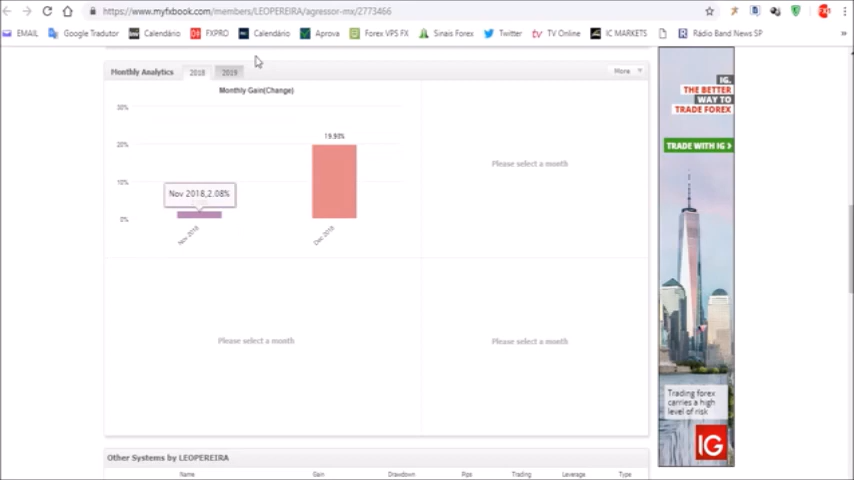 https://www.myfxbook.com/members/LEOPEREIRA/agressor-mx/2773466
EMAIL Google Tradutor Calendário FXPRO Calendário Aprova Forex VPS FX Sinais Forex Twitter TV Online IC MARKETS Rádio Band News SP »
Monthly Analytics 2018 2019 More
Monthly Gain(Change)
30%
20%
10%
0%
19.90%
Nov 2018,2.08%
Nov 2018
Dec 2018
Please select a month
Please select a month
Please select a month
Other Systems by LEOPEREIRA
Name Gain Drawdown Pips Trading Leverage Type
IG.
THE BETTER
WAY TO
TRADE FOREX
TRADE WITH IG >
Trading forex
carries a high
level of risk
IG